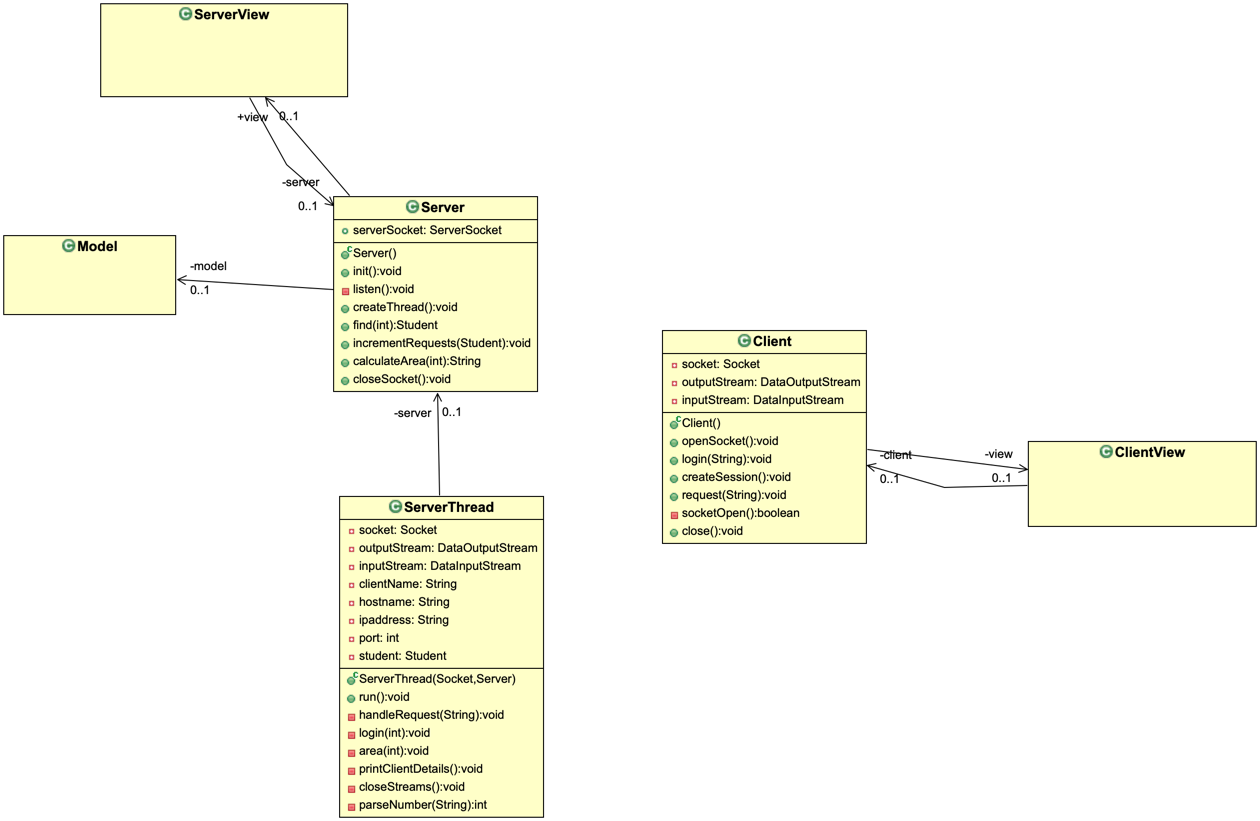 ServerView
+view
0..1
-server
0..1
Server
serverSocket: ServerSocket
Server()
init():void
listen():void
createThread():void
find(int):Student
incrementRequests(Student):void
calculateArea(int):String
closeSocket():void
Model
-model
0..1
-server
0..1
ServerThread
socket: Socket
outputStream: DataOutputStream
inputStream: DataInputStream
clientName: String
hostname: String
ipaddress: String
port: int
student: Student
ServerThread(Socket,Server)
run():void
handleRequest(String):void
login(int):void
area(int):void
printClientDetails():void
closeStreams():void
parseNumber(String):int
Client
socket: Socket
outputStream: DataOutputStream
inputStream: DataInputStream
Client()
openSocket():void
login(String):void
createSession():void
request(String):void
socketOpen():boolean
close():void
-client
0..1
-view
0..1
ClientView